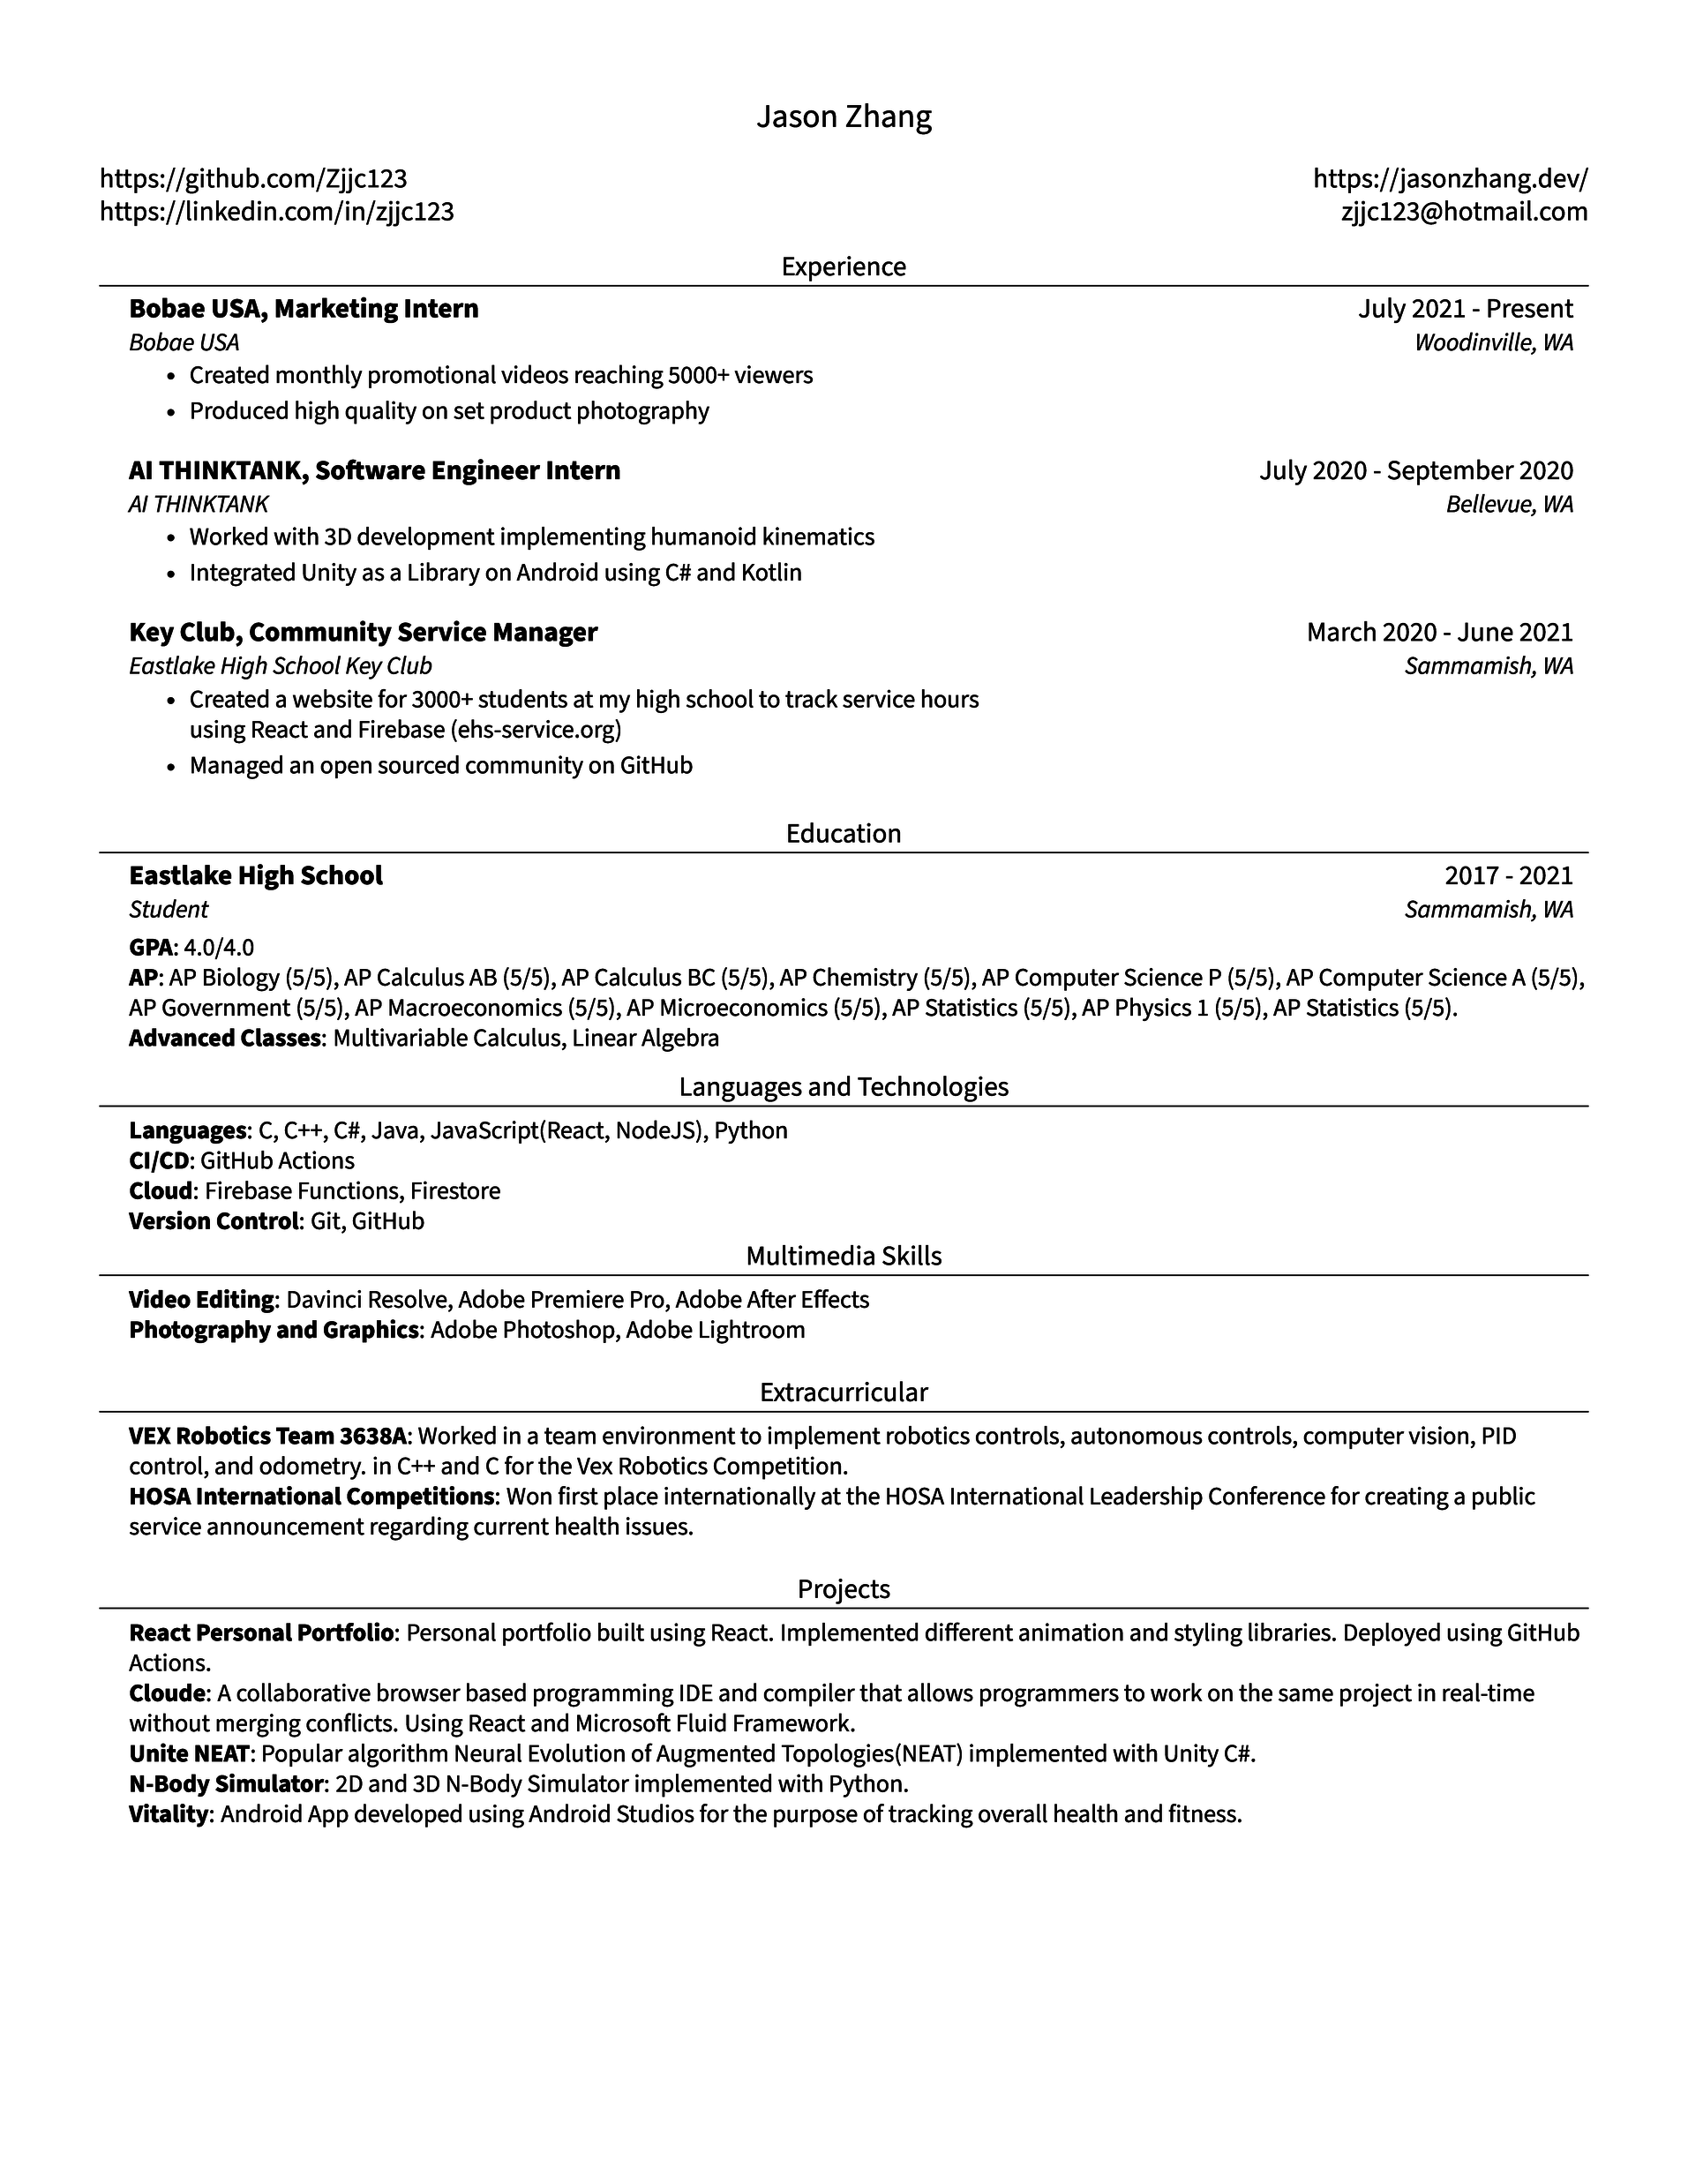 Jason Zhang
https://github.com/Zjjc123
https://jasonzhang.dev/
https://linkedin.com/in/zjjc123
zjjc123@hotmail.com
Experience
Bobae USA, Marketing Intern
July 2021 - Present
Bobae USA
Woodinville, WA
• Created monthly promotional videos reaching 5000+ viewers
• Produced high quality on set product photography
AI THINKTANK, Software Engineer Intern
July 2020 - September 2020
AI THINKTANK
Bellevue, WA
• Worked with 3D development implementing humanoid kinematics
• Integrated Unity as a Library on Android using C# and Kotlin
Key Club, Community Service Manager
March 2020 - June 2021
Eastlake High School Key Club
Sammamish, WA
• Created a website for 3000+ students at my high school to track service hours
using React and Firebase (ehs-service.org)
• Managed an open sourced community on GitHub
Education
Eastlake High School
2017 - 2021
Student
Sammamish, WA
GPA: 4.0/4.0
AP: AP Biology (5/5), AP Calculus AB (5/5), AP Calculus BC (5/5), AP Chemistry (5/5), AP Computer Science P (5/5), AP Computer Science A (5/5),
AP Government (5/5), AP Macroeconomics (5/5), AP Microeconomics (5/5), AP Statistics (5/5), AP Physics 1 (5/5), AP Statistics (5/5).
Advanced Classes: Multivariable Calculus, Linear Algebra
Languages and Technologies
Languages: C, C++, C#, Java, JavaScript(React, NodeJS), Python
CI/CD: GitHub Actions
Cloud: Firebase Functions, Firestore
Version Control: Git, GitHub
Multimedia Skills
Video Editing: Davinci Resolve, Adobe Premiere Pro, Adobe After Effects
Photography and Graphics: Adobe Photoshop, Adobe Lightroom
Extracurricular
VEX Robotics Team 3638A: Worked in a team environment to implement robotics controls, autonomous controls, computer vision, PID
control, and odometry. in C++ and C for the Vex Robotics Competition.
HOSA International Competitions: Won first place internationally at the HOSA International Leadership Conference for creating a public
service announcement regarding current health issues.
Projects
React Personal Portfolio: Personal portfolio built using React. Implemented different animation and styling libraries. Deployed using GitHub
Actions.
Cloude: A collaborative browser based programming IDE and compiler that allows programmers to work on the same project in real-time
without merging conflicts. Using React and Microsoft Fluid Framework.
Unite NEAT: Popular algorithm Neural Evolution of Augmented Topologies(NEAT) implemented with Unity C#.
N-Body Simulator: 2D and 3D N-Body Simulator implemented with Python.
Vitality: Android App developed using Android Studios for the purpose of tracking overall health and fitness.